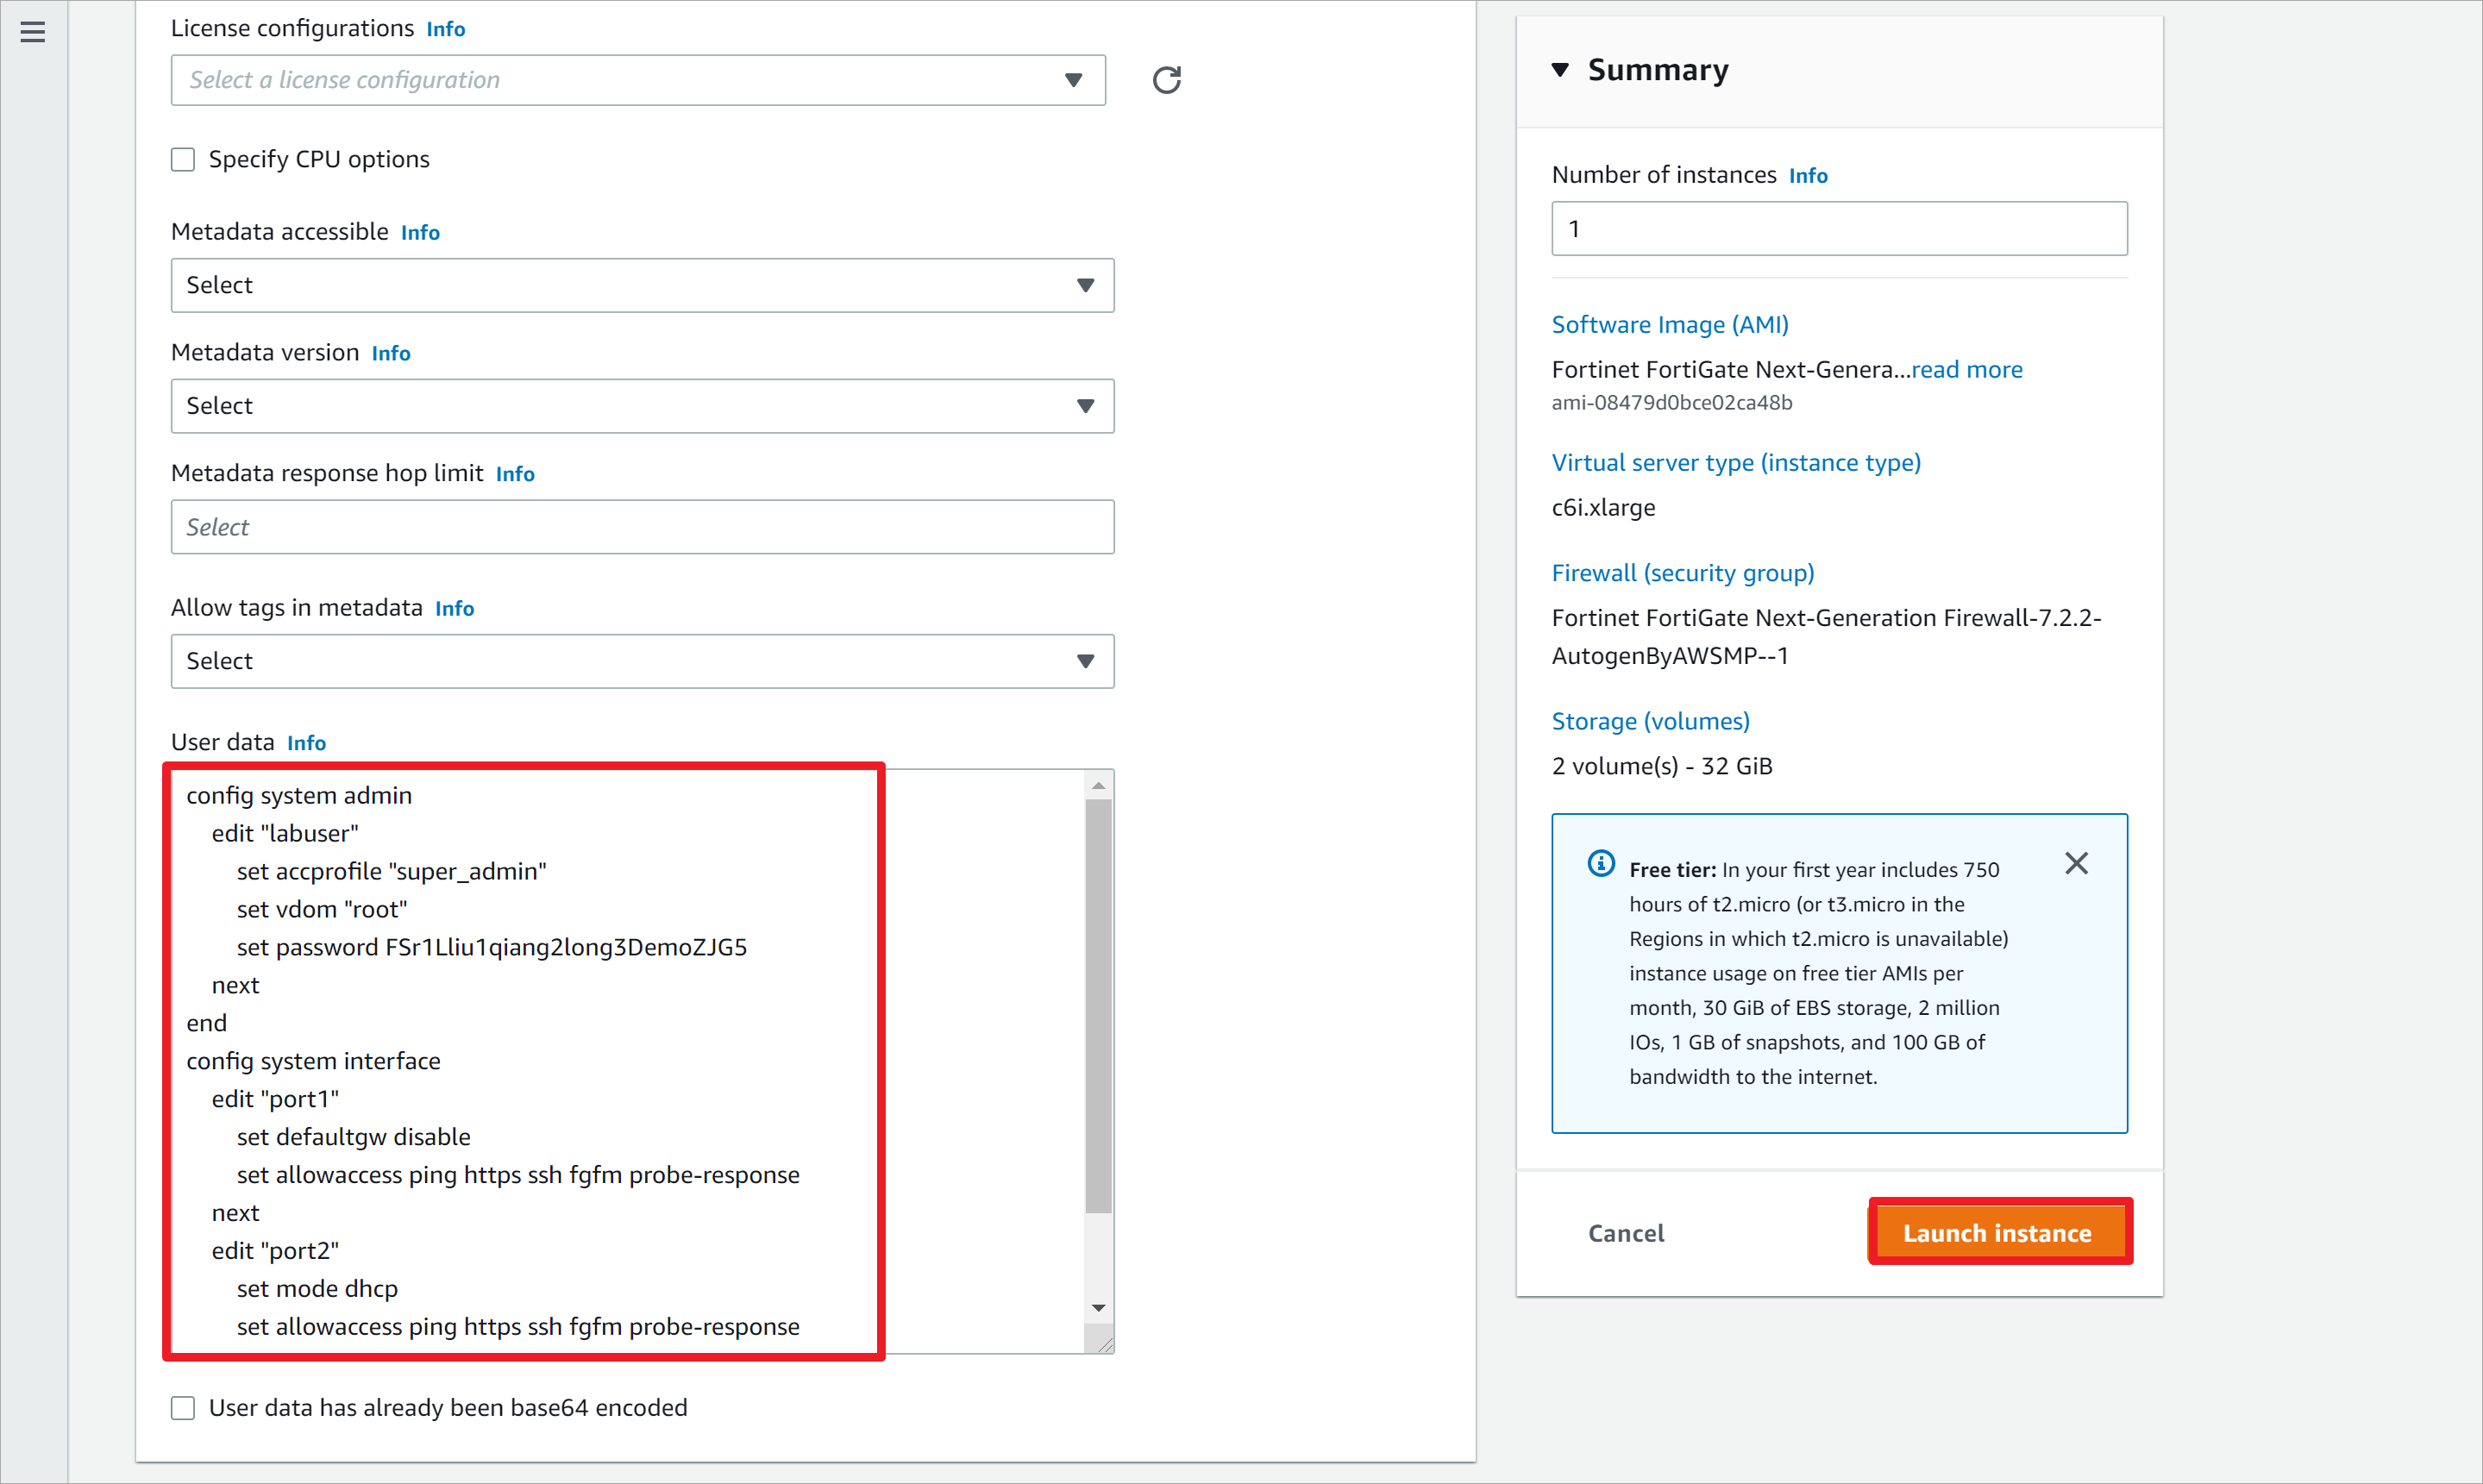 License configurations Info
Select a license configuration
Specify CPU options
Metadata accessible Info
Select
Metadata version Info
Select
Metadata response hop limit Info
Select
Allow tags in metadata Info
Select
User data Info
config system admin
edit "labuser"
set accprofile "super_admin"
set vdom "root"
set password FSr1Lliu1qiang2long3DemoZJG5
next
end
config system interface
edit "port1"
set defaultgw disable
set allowaccess ping https ssh fgfm probe-response
next
edit "port2"
set mode dhcp
set allowaccess ping https ssh fgfm probe-response
User data has already been base64 encoded
Summary
Number of instances Info
1
Software Image (AMI)
Fortinet FortiGate Next-Genera...read more
ami-08479d0bce02ca48b
Virtual server type (instance type)
c6i.xlarge
Firewall (security group)
Fortinet FortiGate Next-Generation Firewall-7.2.2-
AutogenByAWSMP--1
Storage (volumes)
2 volume(s) - 32 GiB
Free tier: In your first year includes 750
hours of t2.micro (or t3.micro in the
Regions in which t2.micro is unavailable)
instance usage on free tier AMIs per
month, 30 GiB of EBS storage, 2 million
IOs, 1 GB of snapshots, and 100 GB of
bandwidth to the internet.
Cancel
Launch instance